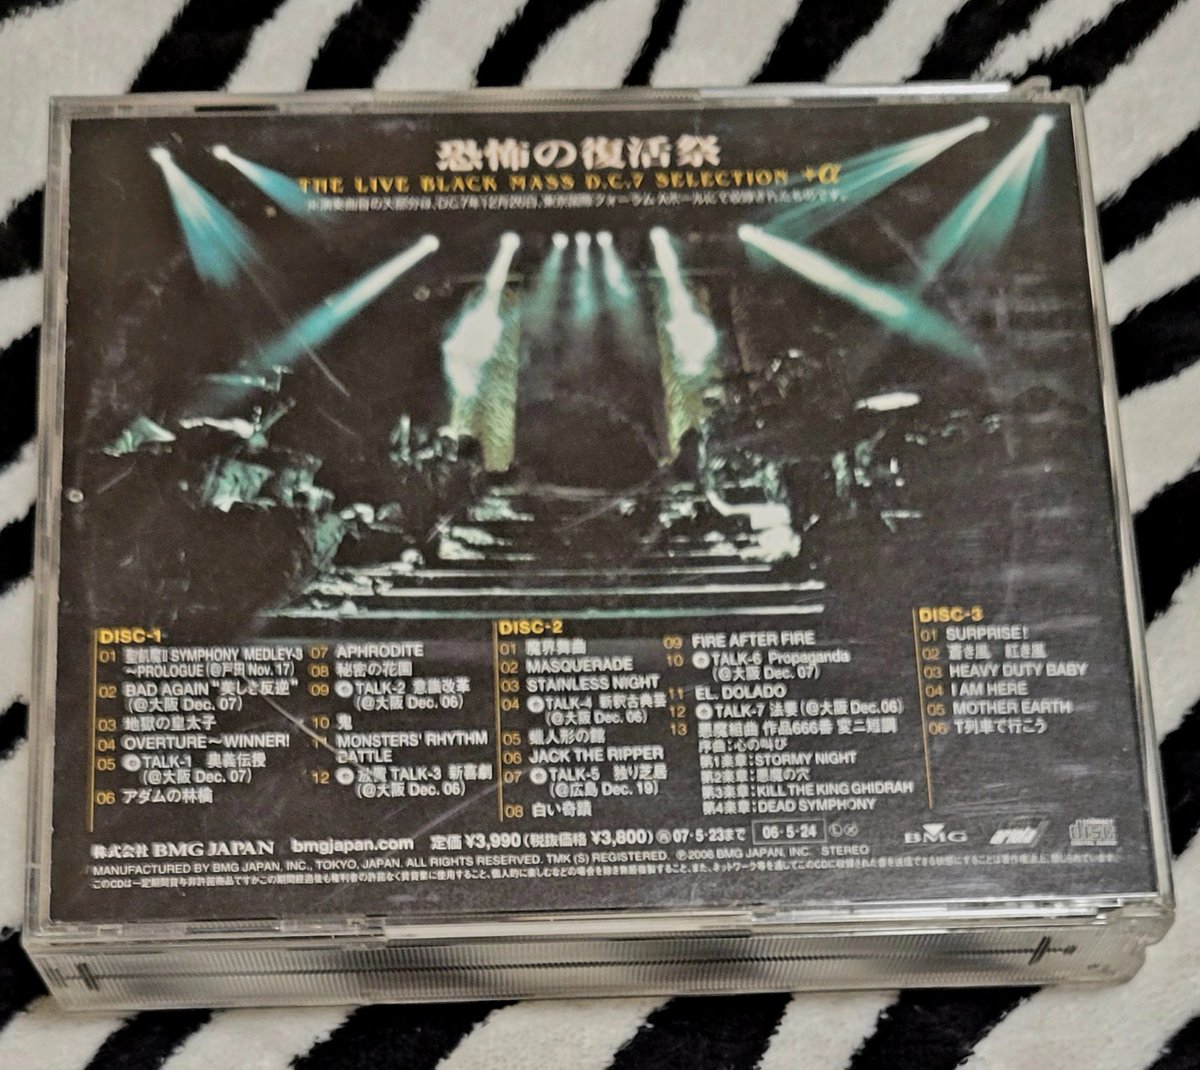 恐怖の復活祭
THE LIVE BLACK MASS D.C.7 SELECTION +α
DISC-1
01 聖飢魔II SYMPHONY MEDLEY-3
～PROLOGUE (@戸田 Nov. 17)
02 BAD AGAIN "美しき反逆"
(@大阪 Dec. 07)
03 地獄の皇太子
04 OVERTURE～WINNER!
05 TALK-1 奥義伝授
(@大阪 Dec. 07)
06 アダムの林檎
07 APHRODITE
08 秘密の花園
09 TALK-2 意識改革
(@大阪 Dec. 06)
10 鬼
11 MONSTERS' RHYTHM
BATTLE
12 TALK-3 新喜劇
(@大阪 Dec. 06)
DISC-2
01 魔界舞曲
02 MASQUERADE
03 STAINLESS NIGHT
04 TALK-4 新釈古典芸
(@大阪 Dec. 06)
05 蝋人形の館
06 JACK THE RIPPER
07 TALK-5 独り芝居
(@広島 Dec. 19)
08 白い奇蹟
09 FIRE AFTER FIRE
10 TALK-6 Propaganda
(@大阪 Dec. 07)
11 EL. DOLADO
12 TALK-7 法要 (@大阪 Dec. 06)
13 悪魔組曲 作品666番 変ニ短調
序曲：心の叫び
第1楽章：STORMY NIGHT
第2楽章：悪魔の穴
第3楽章：KILL THE KING GHIDRAH
第4楽章：DEAD SYMPHONY
DISC-3
01 SURPRISE!
02 蒼き風 紅き風
03 HEAVY DUTY BABY
04 I AM HERE
05 MOTHER EARTH
06 T列車で行こう
株式会社 BMG JAPAN bmgjapan.com 定価 ¥3,990 (税抜価格 ¥3,800) 07・5・23まで 06・5・24
BMG
MANUFACTURED BY BMG JAPAN, INC., TOKYO, JAPAN. ALL RIGHTS RESERVED. TMK (S) REGISTERED. ℗2006 BMG JAPAN, INC. STEREO